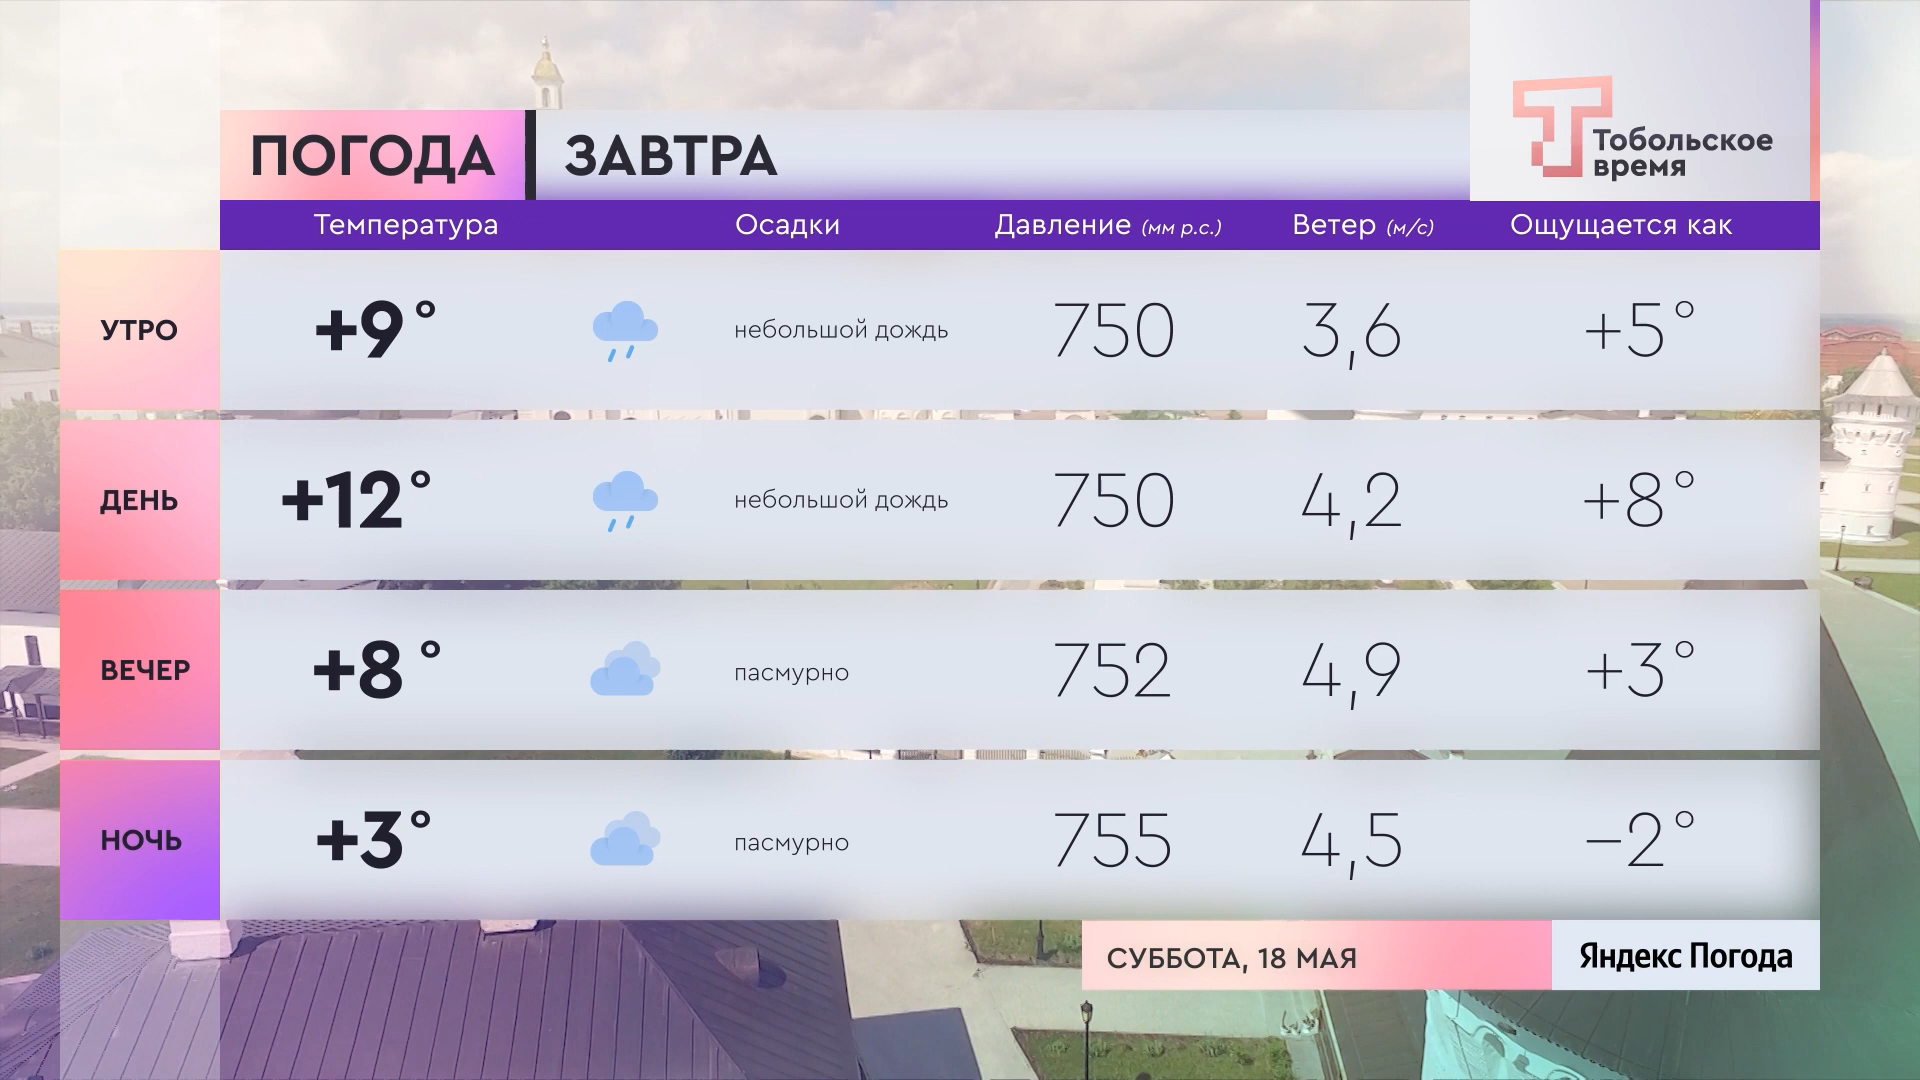 Тобольское
время
ПОГОДА ЗАВТРА
Температура Осадки Давление (мм р.с.) Ветер (м/с) Ощущается как
УТРО +9° небольшой дождь 750 3,6 +5°
ДЕНЬ +12° небольшой дождь 750 4,2 +8°
ВЕЧЕР +8° пасмурно 752 4,9 +3°
НОЧЬ +3° пасмурно 755 4,5 −2°
СУББОТА, 18 МАЯ Яндекс Погода